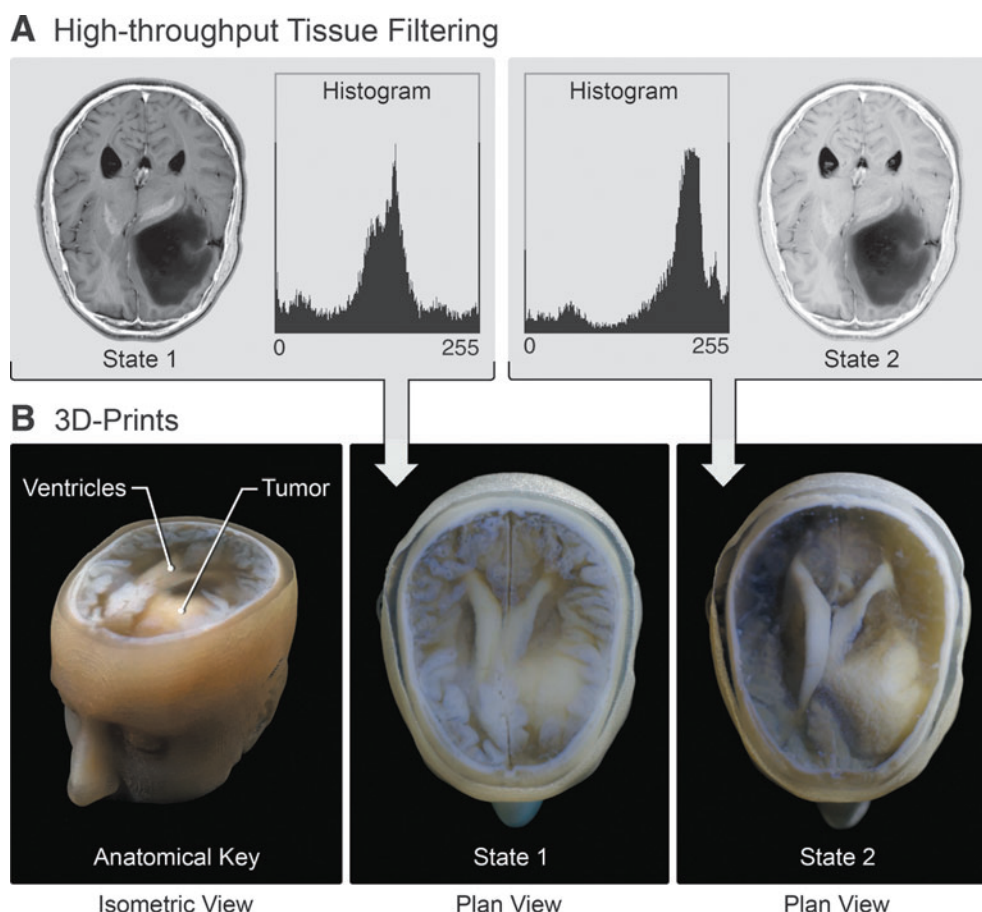 A High-throughput Tissue Filtering
Histogram
Histogram
0 255
0 255
State 1
State 2
B 3D-Prints
Ventricles
Tumor
Anatomical Key
State 1
State 2
Isometric View
Plan View
Plan View